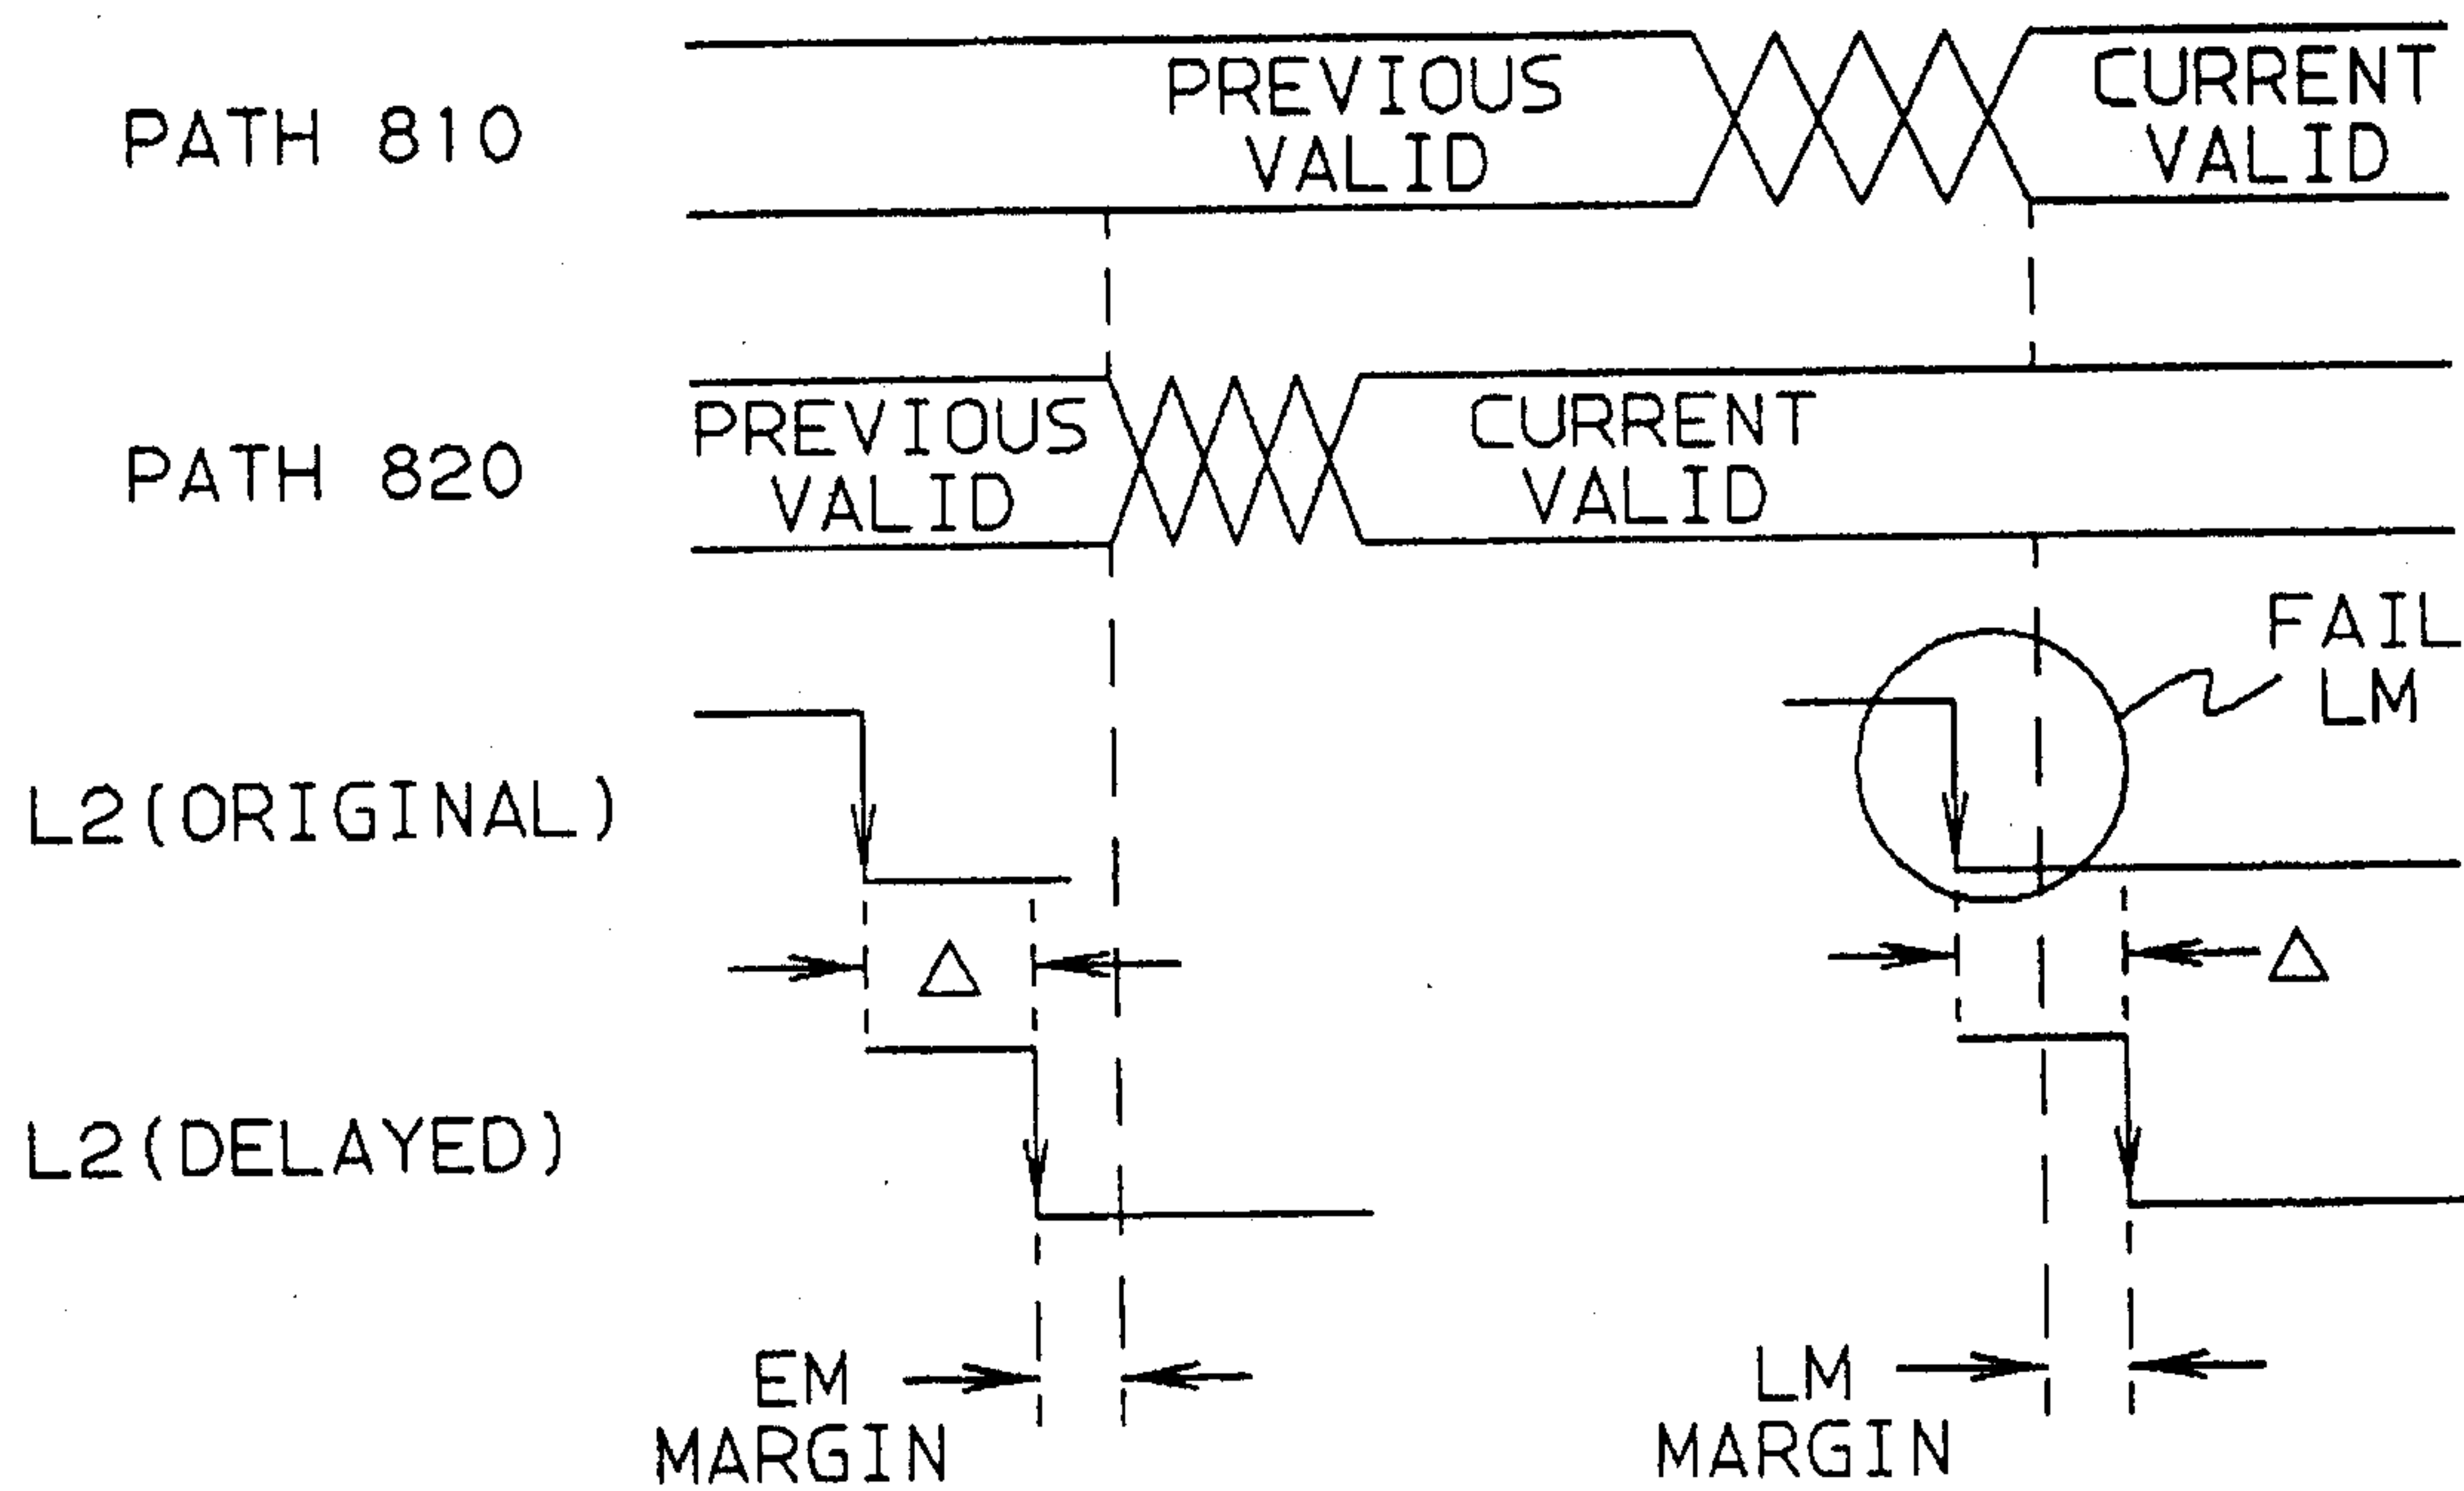 PREVIOUS
VALID
CURRENT
VALID
PATH 810
PREVIOUS
VALID
CURRENT
VALID
PATH 820
FAIL
LM
L2(ORIGINAL)
Δ
Δ
L2(DELAYED)
EM
MARGIN
LM
MARGIN